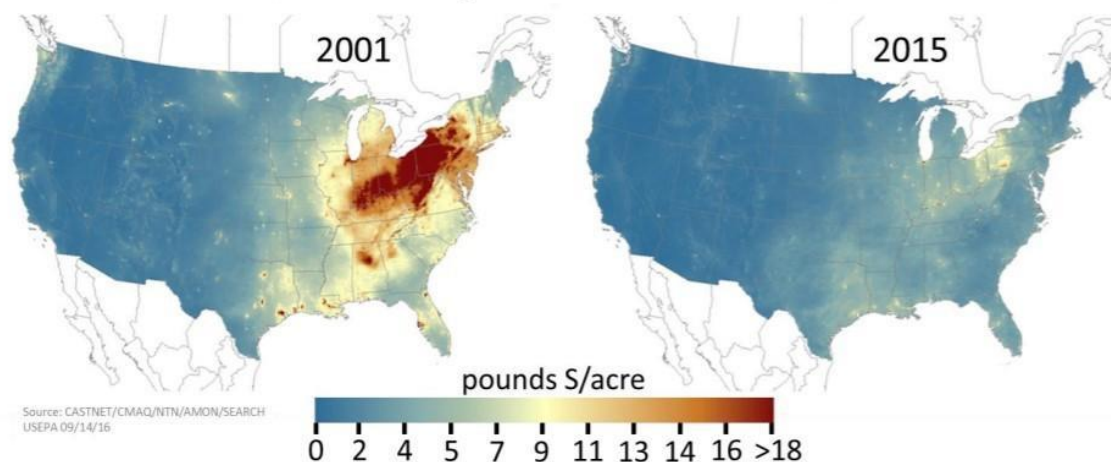 2001
2015
pounds S/acre
Source: CASTNET/CMAQ/NTN/AMON/SEARCH
USEPA 09/14/16
0 2 4 5 7 9 11 13 14 16 >18